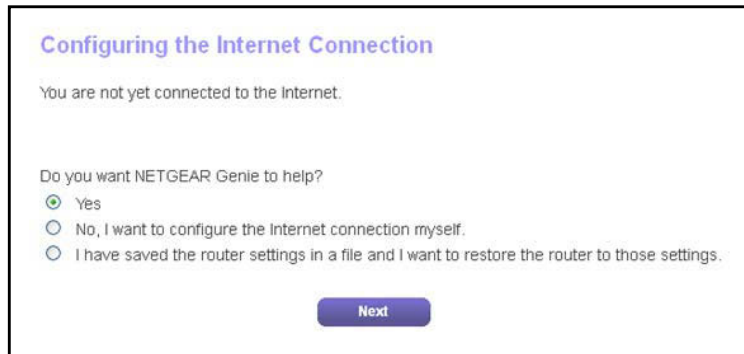 Configuring the Internet Connection
You are not yet connected to the Internet.
Do you want NETGEAR Genie to help?
Yes
No, I want to configure the Internet connection myself.
I have saved the router settings in a file and I want to restore the router to those settings.
Next